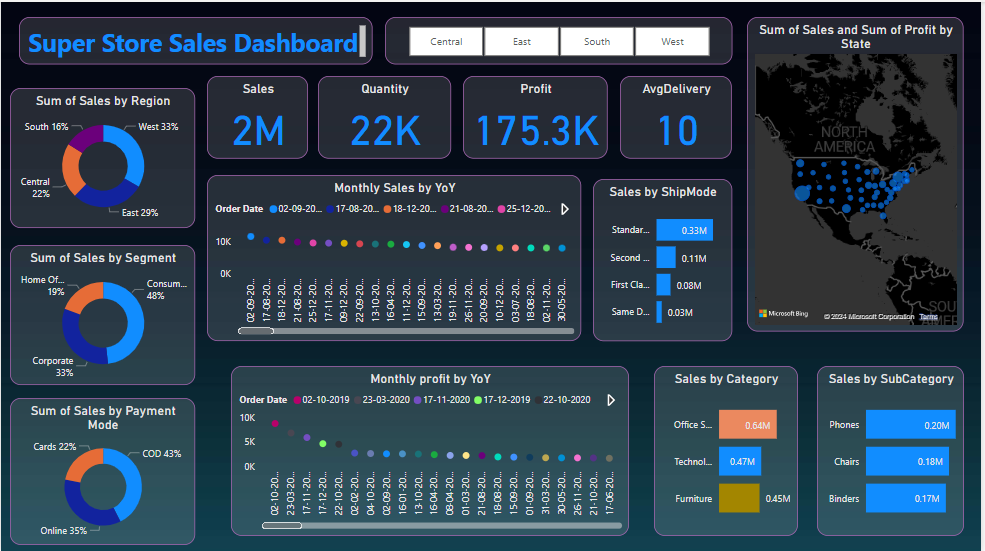 Super Store Sales Dashboard
Central
East
South
West
Sum of Sales and Sum of Profit by
State
NORTH
AMERICA
SOU
AMER
Microsoft Bing
© 2024 Microsoft Corporation Terms
Sum of Sales by Region
South 16%
West 33%
Central
22%
East 29%
Sales
2M
Quantity
22K
Profit
175.3K
AvgDelivery
10
Monthly Sales by YoY
Order Date
02-09-20...
17-08-20...
18-12-20...
21-08-20...
25-12-20...
10K
0K
02-09-20...
17-08-20...
18-12-20...
21-08-20...
25-12-20...
17-11-20...
09-12-20...
22-09-20...
13-10-20...
16-04-20...
11-12-20...
15-09-20...
13-03-20...
19-11-20...
26-11-20...
20-09-20...
10-12-20...
03-07-20...
18-08-20...
02-11-20...
30-05-20...
Sales by ShipMode
Standar...
0.33M
Second ...
0.11M
First Cla...
0.08M
Same D...
0.03M
Sum of Sales by Segment
Home Of...
19%
Consum...
48%
Corporate
33%
Sum of Sales by Payment
Mode
Cards 22%
COD 43%
Online 35%
Monthly profit by YoY
Order Date
02-10-2019
23-03-2020
17-11-2020
17-12-2019
22-10-2020
10K
5K
0K
02-10-20...
23-03-20...
17-11-20...
17-12-20...
22-10-20...
02-02-20...
04-10-20...
02-09-20...
16-01-20...
13-10-20...
16-04-20...
08-04-20...
01-03-20...
21-08-20...
18-08-20...
15-09-20...
01-09-20...
31-03-20...
30-05-20...
26-11-20...
21-10-20...
17-06-20...
Sales by Category
Office S...
0.64M
Technol...
0.47M
Furniture
0.45M
Sales by SubCategory
Phones
0.20M
Chairs
0.18M
Binders
0.17M